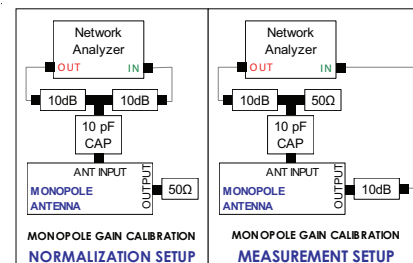 Network
Analyzer
OUT
IN
10dB
10dB
10 pF
CAP
ANT INPUT
MONOPOLE
ANTENNA
OUTPUT
50Ω
MONOPOLE GAIN CALIBRATION
NORMALIZATION SETUP
Network
Analyzer
OUT
IN
10dB
50Ω
10 pF
CAP
ANT INPUT
MONOPOLE
ANTENNA
OUTPUT
10dB
MONOPOLE GAIN CALIBRATION
MEASUREMENT SETUP